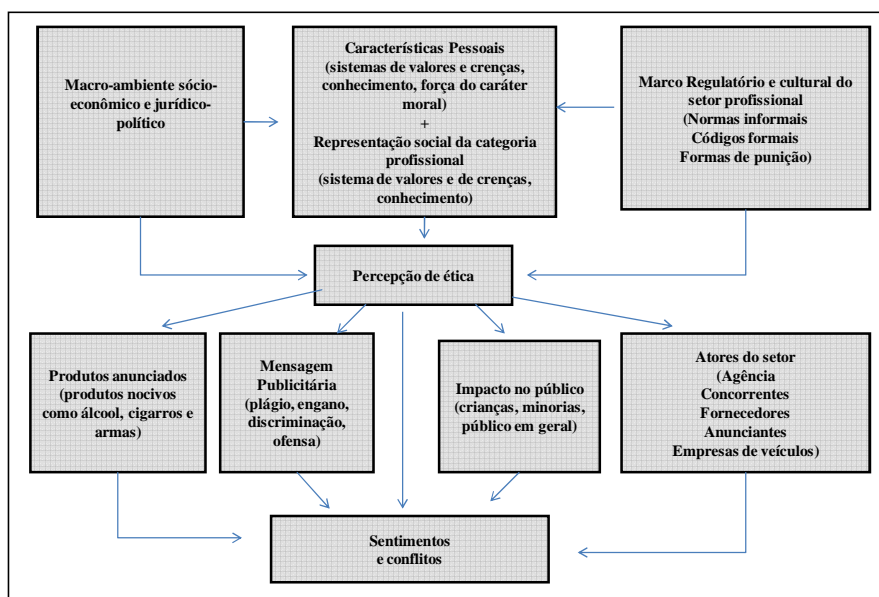 Macro-ambiente sócio-
econômico e jurídico-
político
Características Pessoais
(sistemas de valores e crenças,
conhecimento, força do caráter
moral)
+
Representação social da categoria
profissional
(sistema de valores e de crenças,
conhecimento)
Marco Regulatório e cultural do
setor profissional
(Normas informais
Códigos formais
Formas de punição)
Percepção de ética
Produtos anunciados
(produtos nocivos
como álcool, cigarros e
armas)
Mensagem
Publicitária
(plágio, engano,
discriminação,
ofensa)
Impacto no público
(crianças, minorias,
público em geral)
Atores do setor
(Agência
Concorrentes
Fornecedores
Anunciantes
Empresas de veículos)
Sentimentos
e conflitos